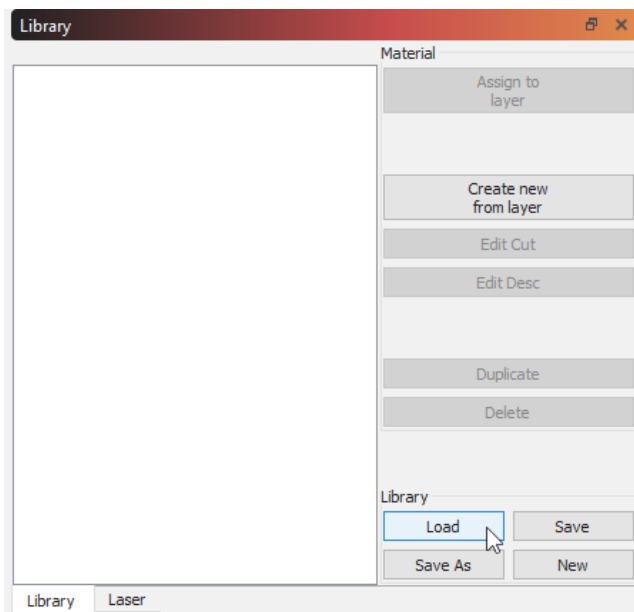 Library
Material
Assign to
layer
Create new
from layer
Edit Cut
Edit Desc
Duplicate
Delete
Library
Load Save
Save As New
Library Laser